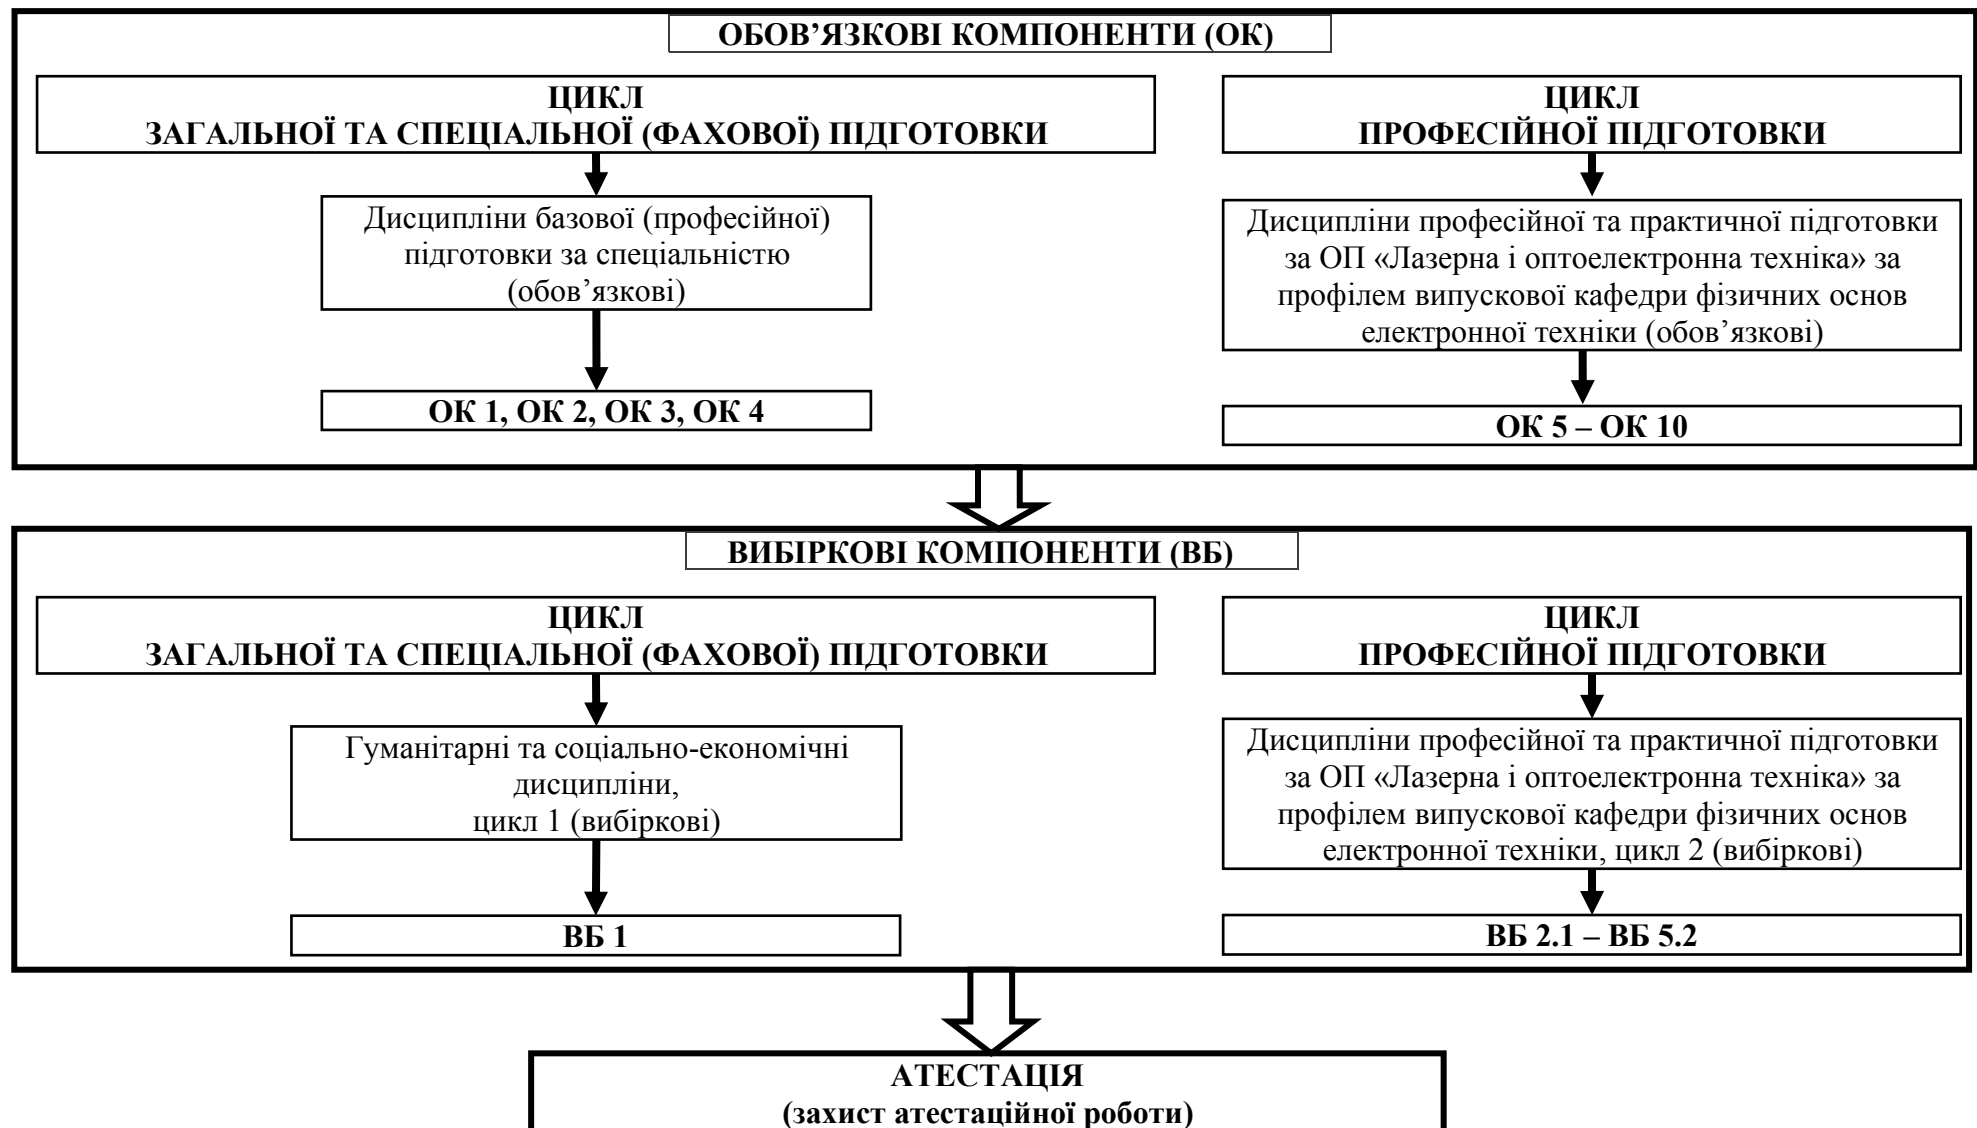 ОБОВ’ЯЗКОВІ КОМПОНЕНТИ (ОК)
ЦИКЛ
ЗАГАЛЬНОЇ ТА СПЕЦІАЛЬНОЇ (ФАХОВОЇ) ПІДГОТОВКИ
Дисципліни базової (професійної)
підготовки за спеціальністю
(обов’язкові)
ОК 1, ОК 2, ОК 3, ОК 4
ЦИКЛ
ПРОФЕСІЙНОЇ ПІДГОТОВКИ
Дисципліни професійної та практичної підготовки
за ОП «Лазерна і оптоелектронна техніка» за
профілем випускової кафедри фізичних основ
електронної техніки (обов’язкові)
ОК 5 – ОК 10
ВИБІРКОВІ КОМПОНЕНТИ (ВБ)
ЦИКЛ
ЗАГАЛЬНОЇ ТА СПЕЦІАЛЬНОЇ (ФАХОВОЇ) ПІДГОТОВКИ
Гуманітарні та соціально-економічні
дисципліни,
цикл 1 (вибіркові)
ВБ 1
ЦИКЛ
ПРОФЕСІЙНОЇ ПІДГОТОВКИ
Дисципліни професійної та практичної підготовки
за ОП «Лазерна і оптоелектронна техніка» за
профілем випускової кафедри фізичних основ
електронної техніки, цикл 2 (вибіркові)
ВБ 2.1 – ВБ 5.2
АТЕСТАЦІЯ
(захист атестаційної роботи)